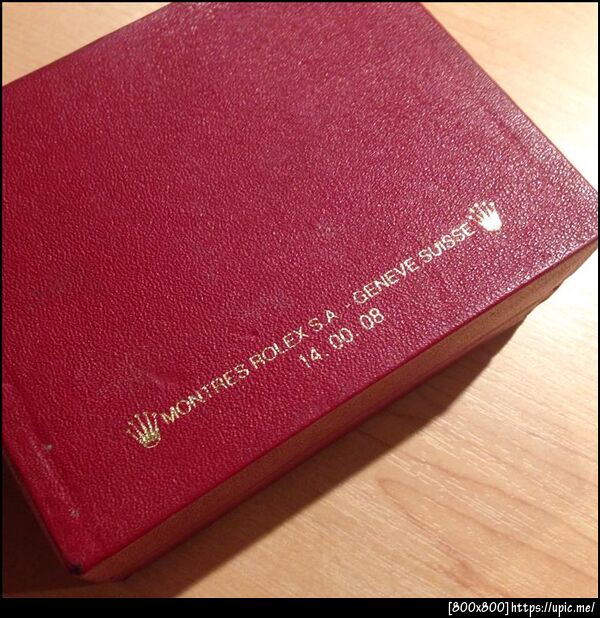 MONTRES ROLEX S.A - GENEVE SUISSE
14. 00. 08
[800x800] https://upic.me/